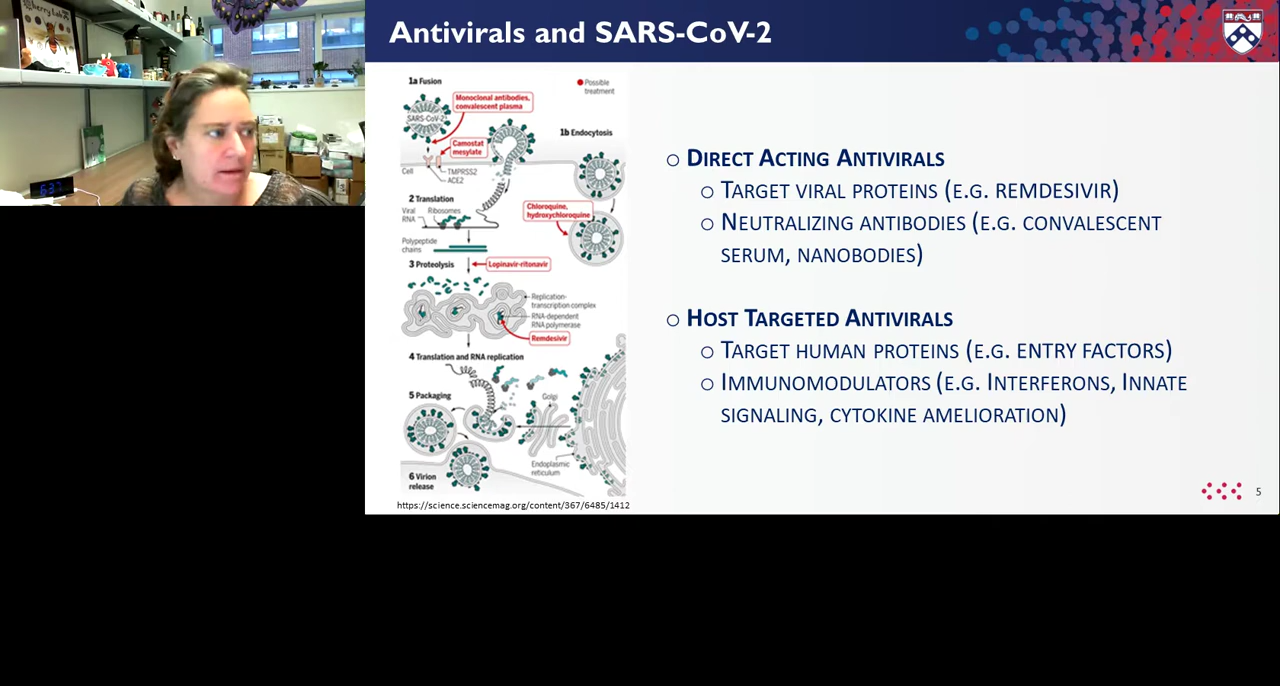 Cherry Lab
6:37
Antivirals and SARS-CoV-2
1a Fusion
Possible
treatment
Monoclonal antibodies,
convalescent plasma
SARS-CoV-2
1b Endocytosis
Camostat
mesylate
Cell
TMPRSS2
ACE2
2 Translation
Viral
RNA
Ribosomes
Chloroquine,
hydroxychloroquine
Polypeptide
chains
3 Proteolysis
Lopinavir-ritonavir
Replication-
transcription complex
RNA-dependent
RNA polymerase
Remdesivir
4 Translation and RNA replication
5 Packaging
Golgi
Endoplasmic
reticulum
6 Virion
release
https://science.sciencemag.org/content/367/6485/1412
DIRECT ACTING ANTIVIRALS
TARGET VIRAL PROTEINS (E.G. REMDESIVIR)
NEUTRALIZING ANTIBODIES (E.G. CONVALESCENT
SERUM, NANOBODIES)
HOST TARGETED ANTIVIRALS
TARGET HUMAN PROTEINS (E.G. ENTRY FACTORS)
IMMUNOMODULATORS (E.G. INTERFERONS, INNATE
SIGNALING, CYTOKINE AMELIORATION)
5